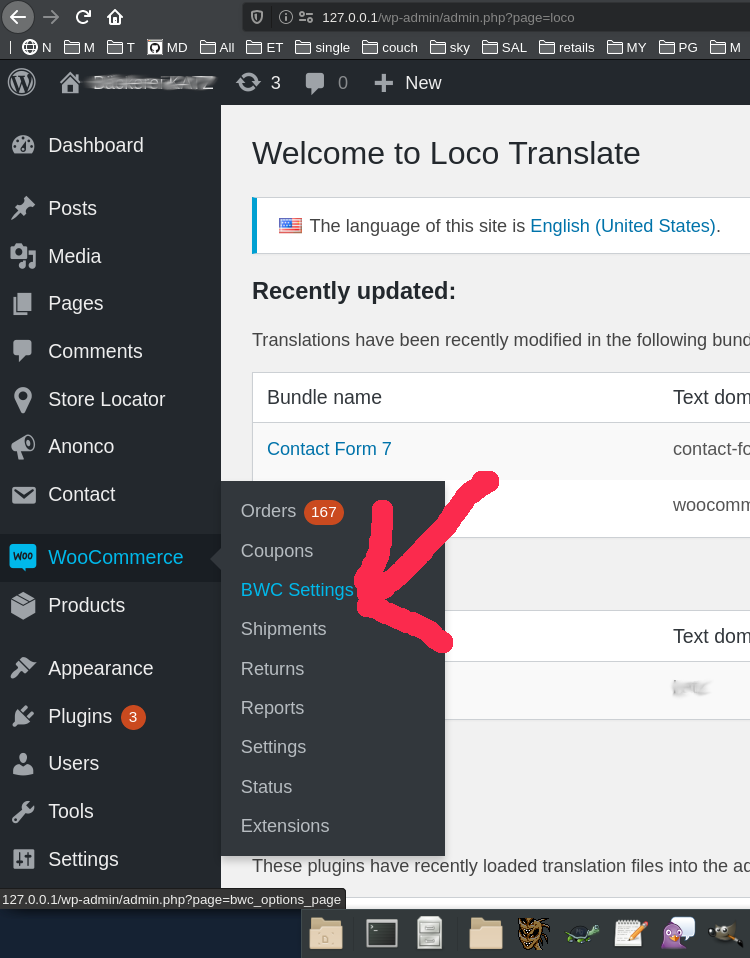 127.0.0.1/wp-admin/admin.php?page=loco
N M T MD All ET single couch sky SAL retails MY PG M
3 0 New
Dashboard
Posts
Media
Pages
Comments
Store Locator
Anonco
Contact
WooCommerce
Products
Appearance
Plugins 3
Users
Tools
Settings
Welcome to Loco Translate
The language of this site is English (United States).
Recently updated:
Translations have been recently modified in the following bund
Bundle name Text dom
Contact Form 7 contact-fo
woocomm
Orders 167
Coupons
BWC Settings
Shipments
Returns
Reports
Settings
Status
Extensions
Text dom
These plugins have recently loaded translation files into the ad
127.0.0.1/wp-admin/admin.php?page=bwc_options_page